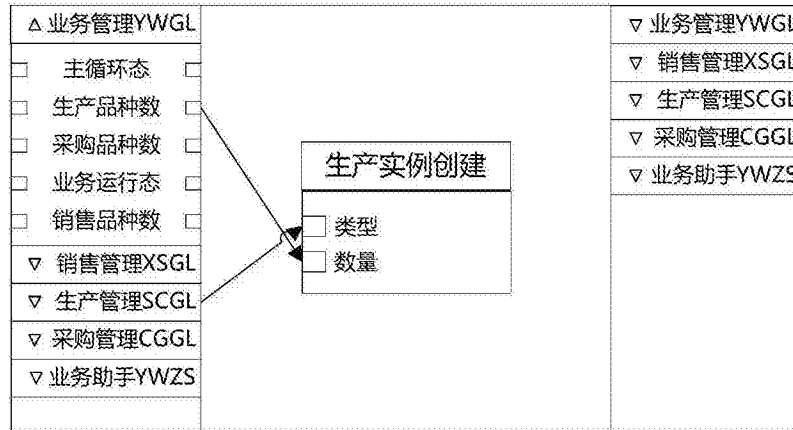 △ 业务管理YWGL
主循环态
生产品种数
采购品种数
业务运行态
销售品种数
▽ 销售管理XSGL
▽ 生产管理SCGL
▽ 采购管理CGGL
▽ 业务助手YWZS
生产实例创建
类型
数量
▽ 业务管理YWGL
▽ 销售管理XSGL
▽ 生产管理SCGL
▽ 采购管理CGGL
▽ 业务助手YWZS